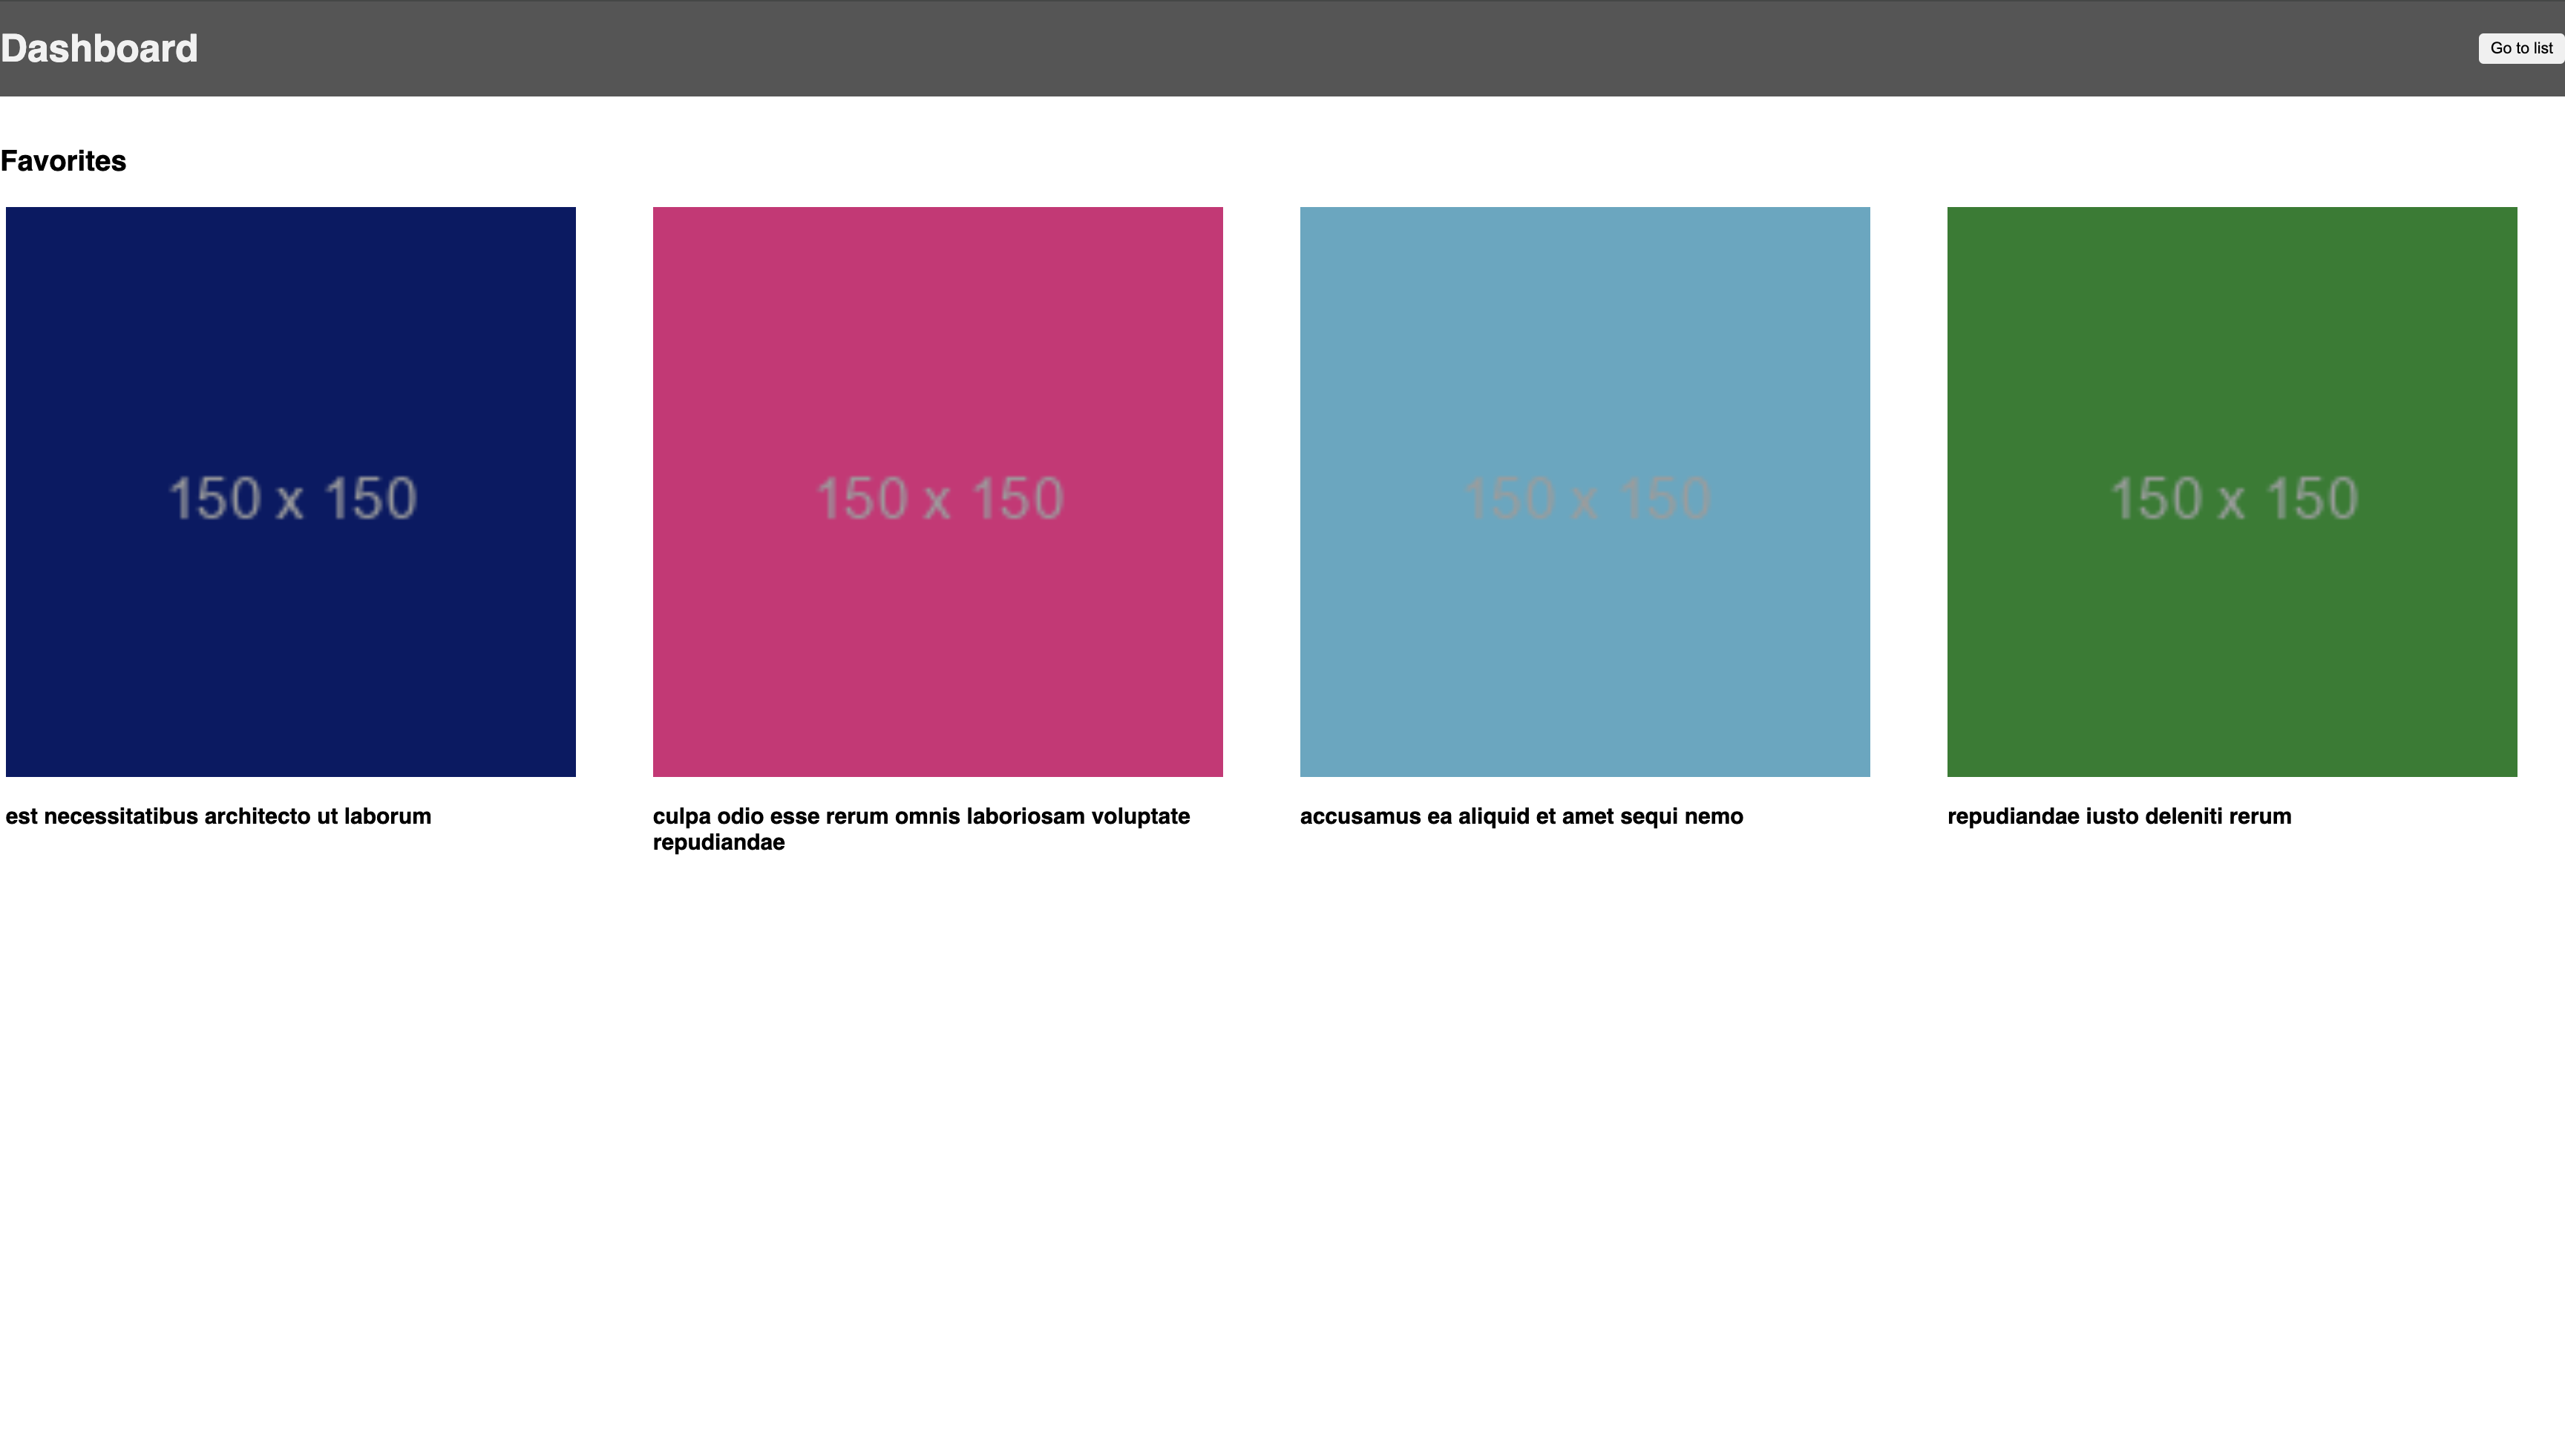 Dashboard
Go to list
Favorites
150 x 150
150 x 150
150 x 150
150 x 150
est necessitatibus architecto ut laborum
culpa odio esse rerum omnis laboriosam voluptate
repudiandae
accusamus ea aliquid et amet sequi nemo
repudiandae iusto deleniti rerum